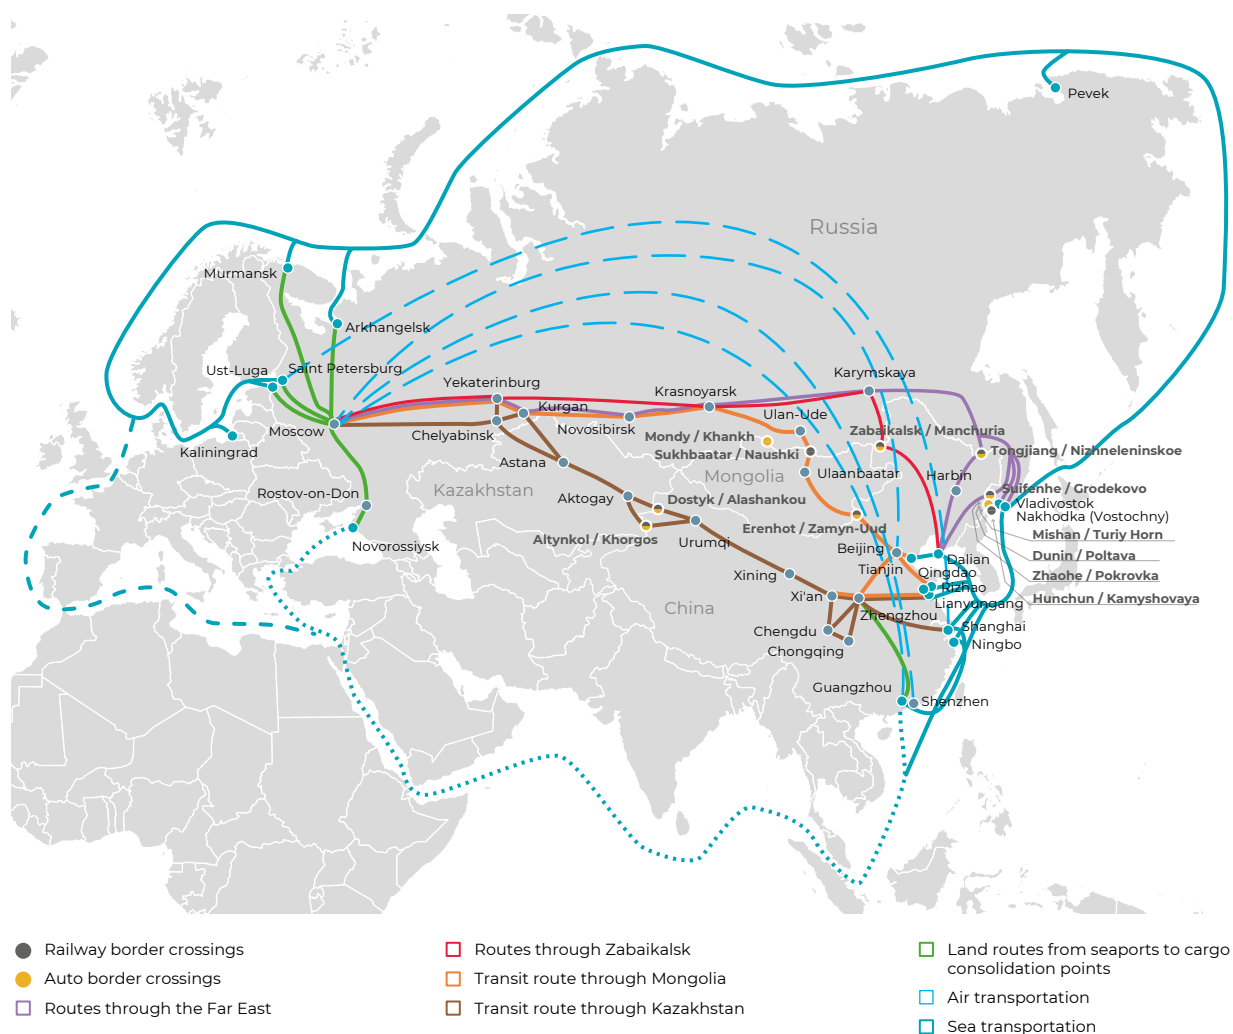 Pevek
Russia
Murmansk
Arkhangelsk
Ust-Luga
Saint Petersburg
Yekaterinburg
Krasnoyarsk
Karymskaya
Kurgan
Ulan-Ude
Moscow
Chelyabinsk
Novosibirsk
Zabaikalsk / Manchuria
Mondy / Khankh
Kaliningrad
Sukhbaatar / Naushki
Tongjiang / Nizhneleninskoe
Astana
Mongolia
Ulaanbaatar
Harbin
Rostov-on-Don
Kazakhstan
Aktogay
Dostyk / Alashankou
Suifenhe / Grodekovo
Vladivostok
Nakhodka (Vostochny)
Erenhot / Zamyn-Uud
Mishan / Turiy Horn
Altynkol / Khorgos
Urumqi
Novorossiysk
Beijing
Dunin / Poltava
Dalian
Tianjin
Qingdao
Xining
Zhaohe / Pokrovka
Rizhao
Xi'an
Lianyungang
Hunchun / Kamyshovaya
China
Zhengzhou
Chengdu
Shanghai
Chongqing
Ningbo
Guangzhou
Shenzhen
Railway border crossings
Auto border crossings
Routes through the Far East
Routes through Zabaikalsk
Transit route through Mongolia
Transit route through Kazakhstan
Land routes from seaports to cargo
consolidation points
Air transportation
Sea transportation